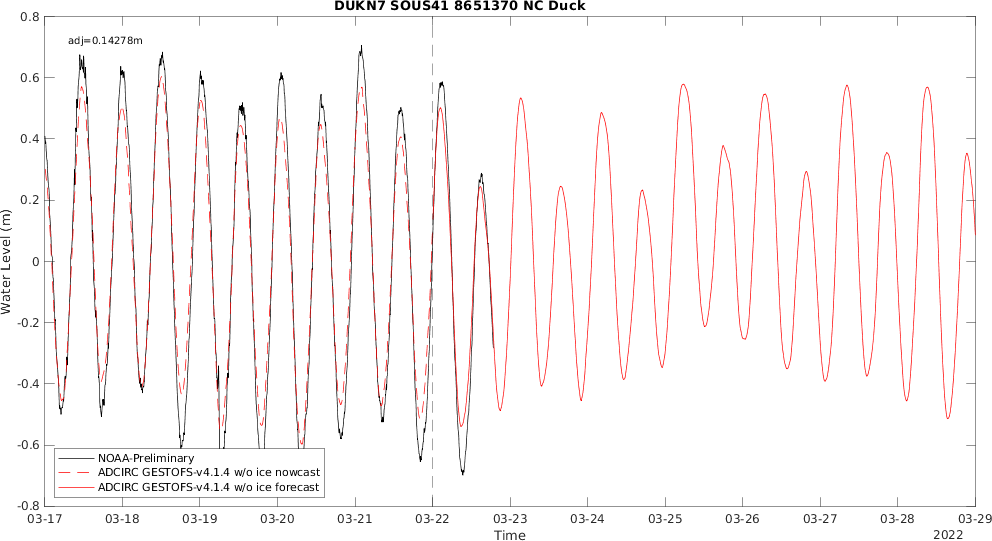 DUKN7 SOUS41 8651370 NC Duck
adj=0.14278m
0.8
0.6
0.4
0.2
0
-0.2
-0.4
-0.6
-0.8
Water Level (m)
NOAA-Preliminary
ADCIRC GESTOFS-v4.1.4 w/o ice nowcast
ADCIRC GESTOFS-v4.1.4 w/o ice forecast
03-17 03-18 03-19 03-20 03-21 03-22 03-23 03-24 03-25 03-26 03-27 03-28 03-29
Time
2022